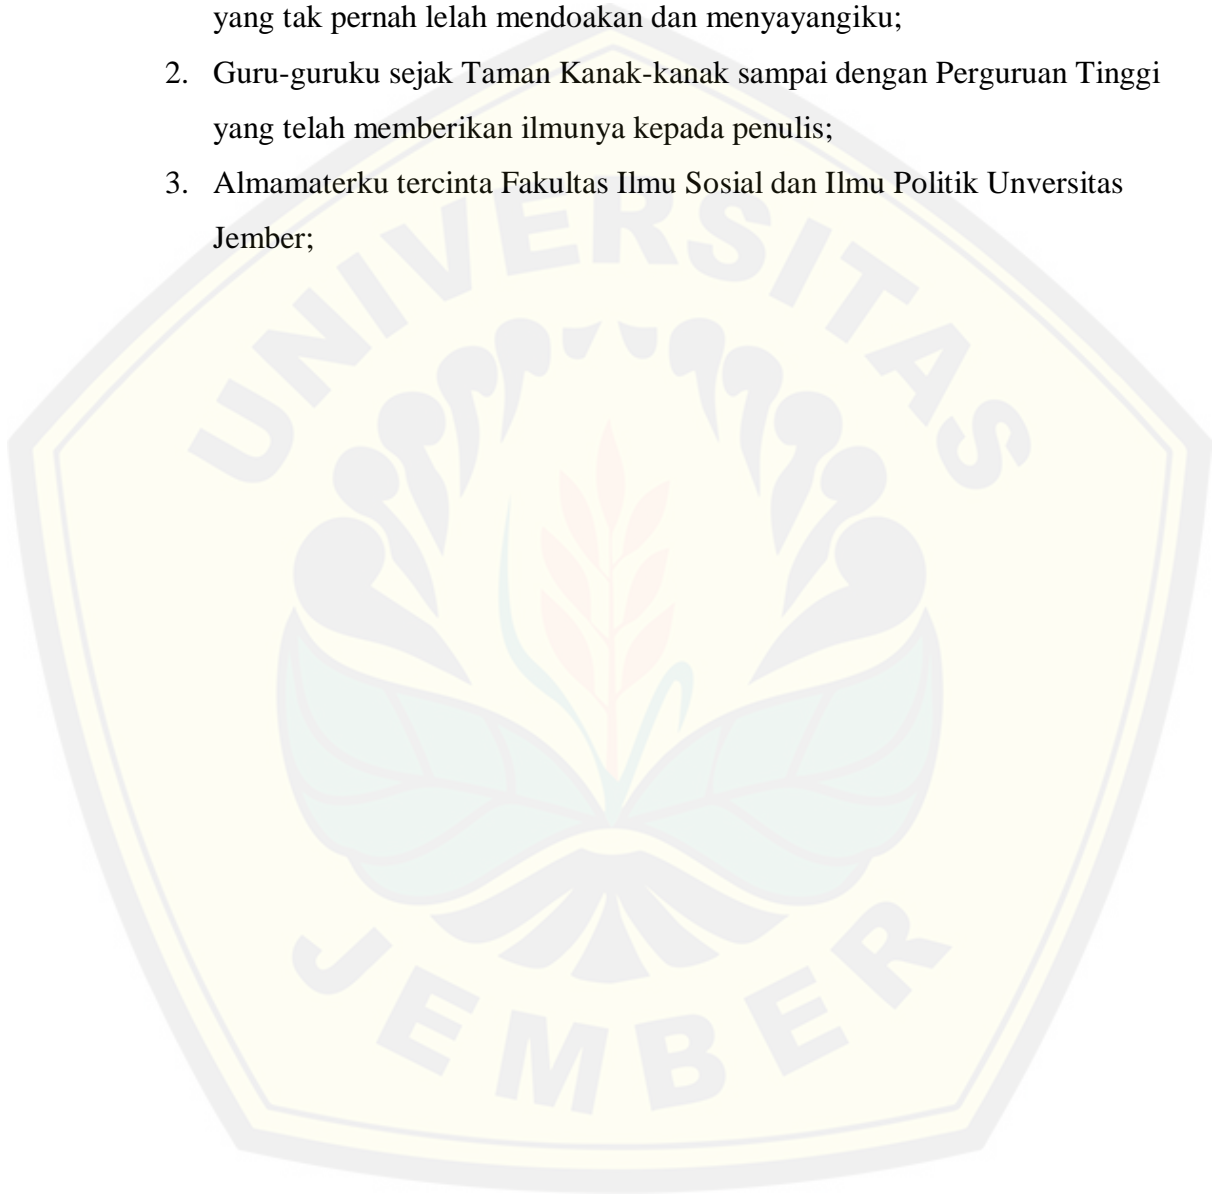 yang tak pernah lelah mendoakan dan menyayangiku;
2. Guru-guruku sejak Taman Kanak-kanak sampai dengan Perguruan Tinggi
yang telah memberikan ilmunya kepada penulis;
3. Almamaterku tercinta Fakultas Ilmu Sosial dan Ilmu Politik Unversitas
Jember;
UNIVERSITAS
JEMBER